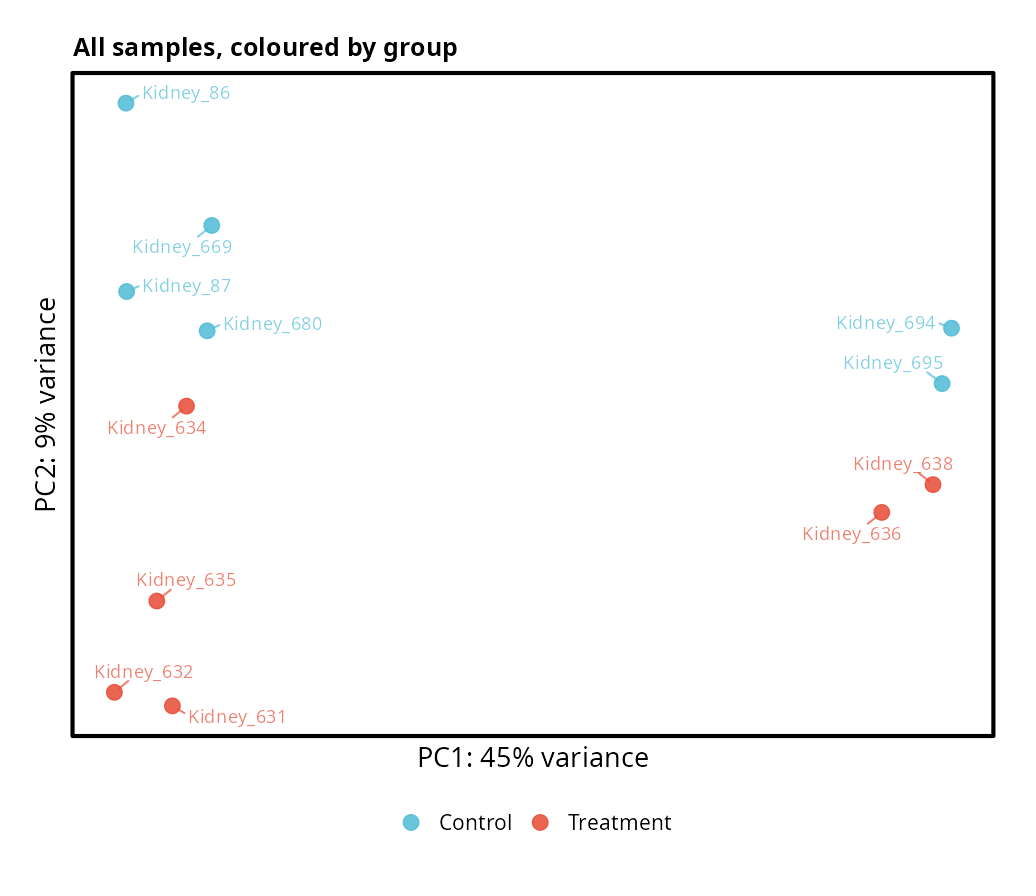 All samples, coloured by group
Kidney_86
Kidney_669
Kidney_87
Kidney_680
Kidney_694
Kidney_695
Kidney_634
Kidney_638
Kidney_636
Kidney_635
Kidney_632
Kidney_631
PC2: 9% variance
PC1: 45% variance
Control
Treatment